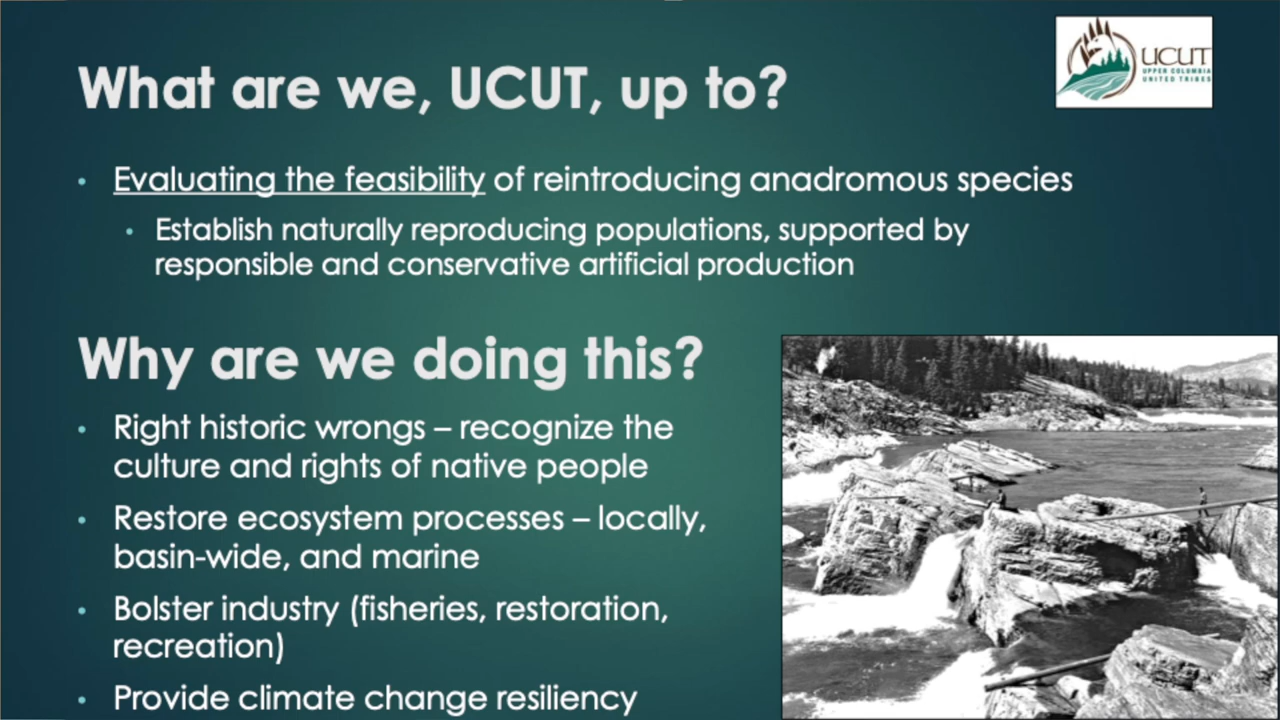 What are we, UCUT, up to?
UCUT
UPPER COLUMBIA
UNITED TRIBES
• Evaluating the feasibility of reintroducing anadromous species
• Establish naturally reproducing populations, supported by
responsible and conservative artificial production
Why are we doing this?
• Right historic wrongs – recognize the
culture and rights of native people
• Restore ecosystem processes – locally,
basin-wide, and marine
• Bolster industry (fisheries, restoration,
recreation)
• Provide climate change resiliency